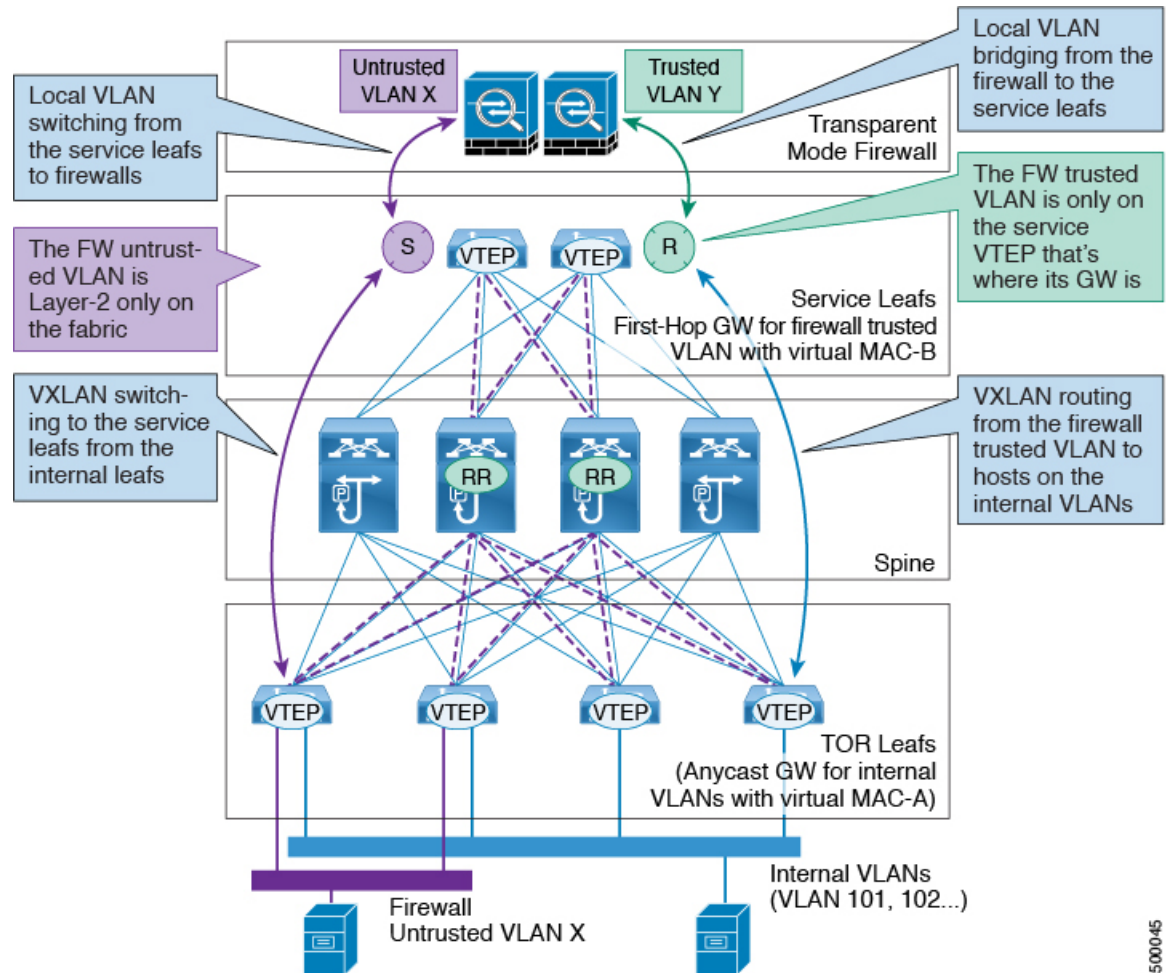 Untrusted
VLAN X
Trusted
VLAN Y
Local VLAN
switching from
the service leafs
to firewalls
Local VLAN
bridging from the
firewall to the
service leafs
Transparent
Mode Firewall
The FW untrust-
ed VLAN is
Layer-2 only on
the fabric
S
VTEP
VTEP
R
The FW trusted
VLAN is only on
the service
VTEP that's
where its GW is
Service Leafs
First-Hop GW for firewall trusted
VLAN with virtual MAC-B
VXLAN switch-
ing to the service
leafs from the
internal leafs
VXLAN routing
from the firewall
trusted VLAN to
hosts on the
internal VLANs
P
RR
P
RR
P
P
Spine
VTEP
VTEP
VTEP
VTEP
TOR Leafs
(Anycast GW for internal
VLANs with virtual MAC-A)
Internal VLANs
(VLAN 101, 102...)
Firewall
Untrusted VLAN X
500045